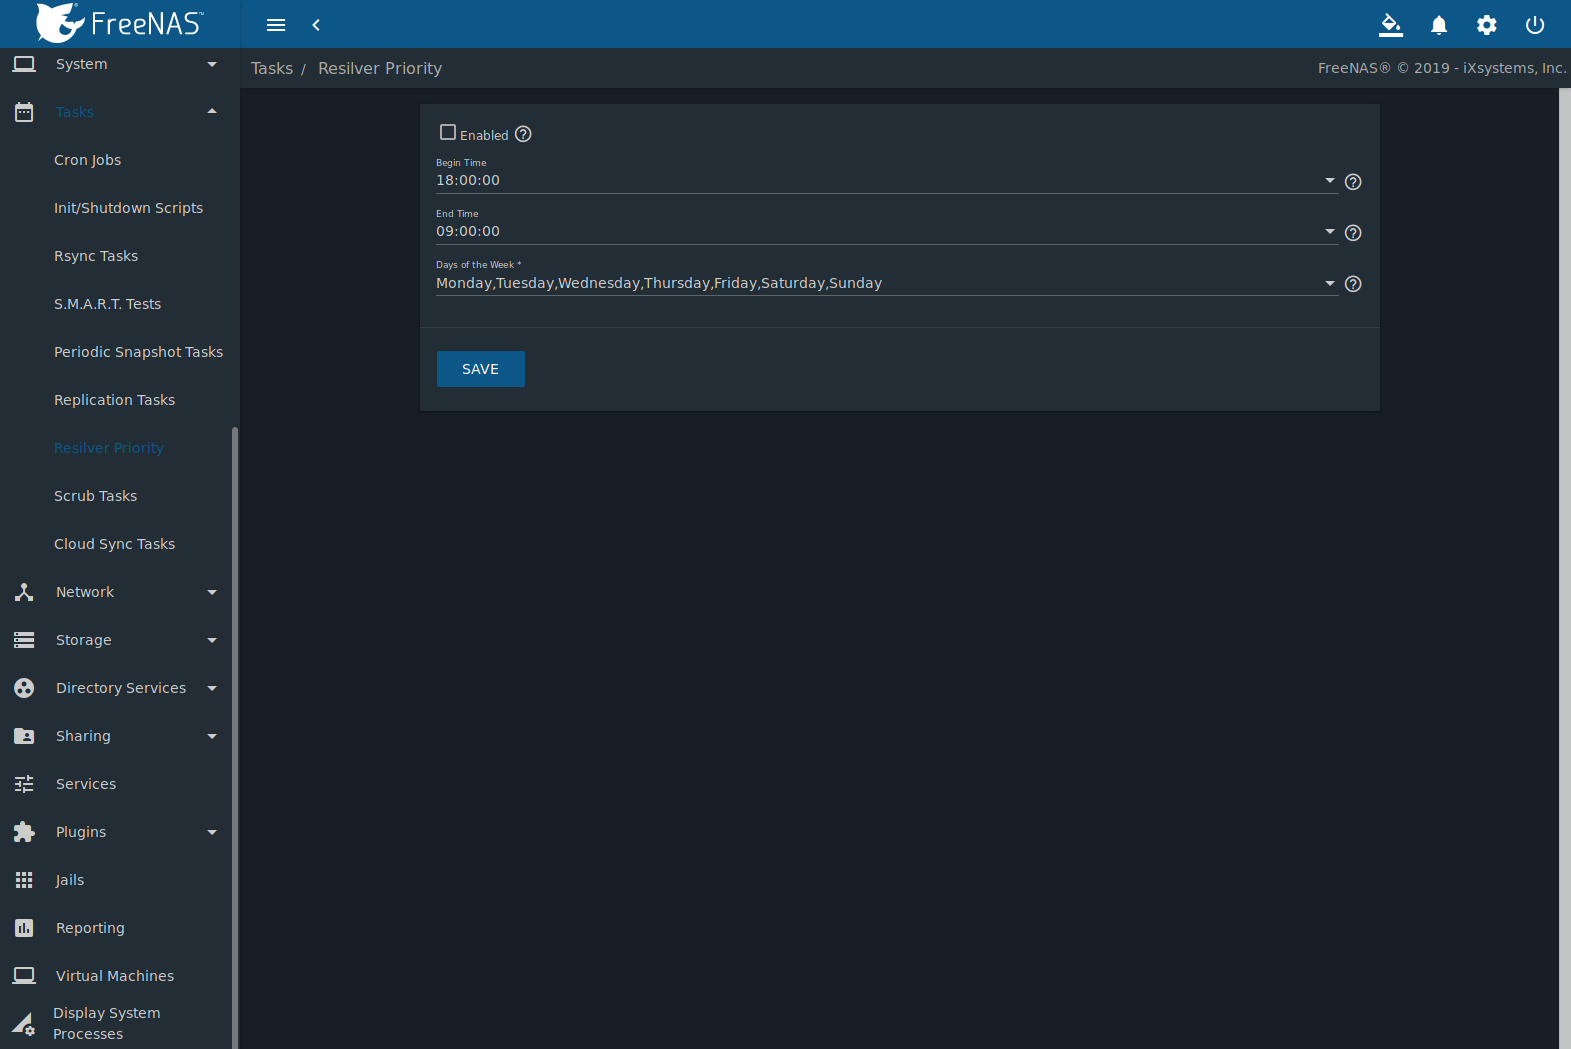 FreeNAS™
System
Tasks
Cron Jobs
Init/Shutdown Scripts
Rsync Tasks
S.M.A.R.T. Tests
Periodic Snapshot Tasks
Replication Tasks
Resilver Priority
Scrub Tasks
Cloud Sync Tasks
Network
Storage
Directory Services
Sharing
Services
Plugins
Jails
Reporting
Virtual Machines
Display System
Processes
Tasks / Resilver Priority
FreeNAS® © 2019 - iXsystems, Inc.
Enabled
Begin Time
18:00:00
End Time
09:00:00
Days of the Week *
Monday,Tuesday,Wednesday,Thursday,Friday,Saturday,Sunday
SAVE